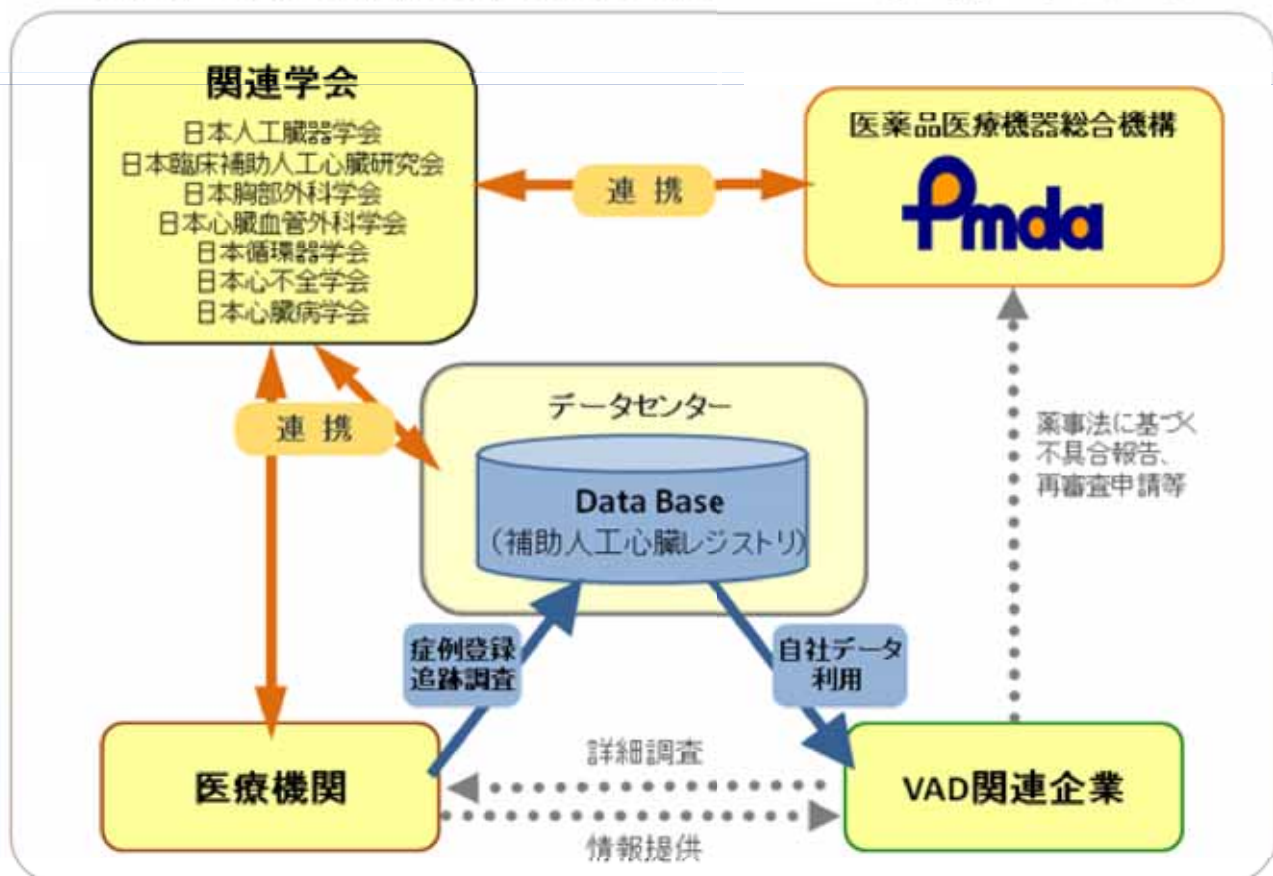 関連学会
日本人工臓器学会
日本臨床補助人工心臓研究会
日本胸部外科学会
日本心臓血管外科学会
日本循環器学会
日本心不全学会
日本心臓病学会
連携
医薬品医療機器総合機構
Pmda
連携
データセンター
Data Base
(補助人工心臓レジストリ)
薬事法に基づく
不具合報告、
再審査申請等
症例登録
追跡調査
自社データ
利用
医療機関
詳細調査
情報提供
VAD関連企業